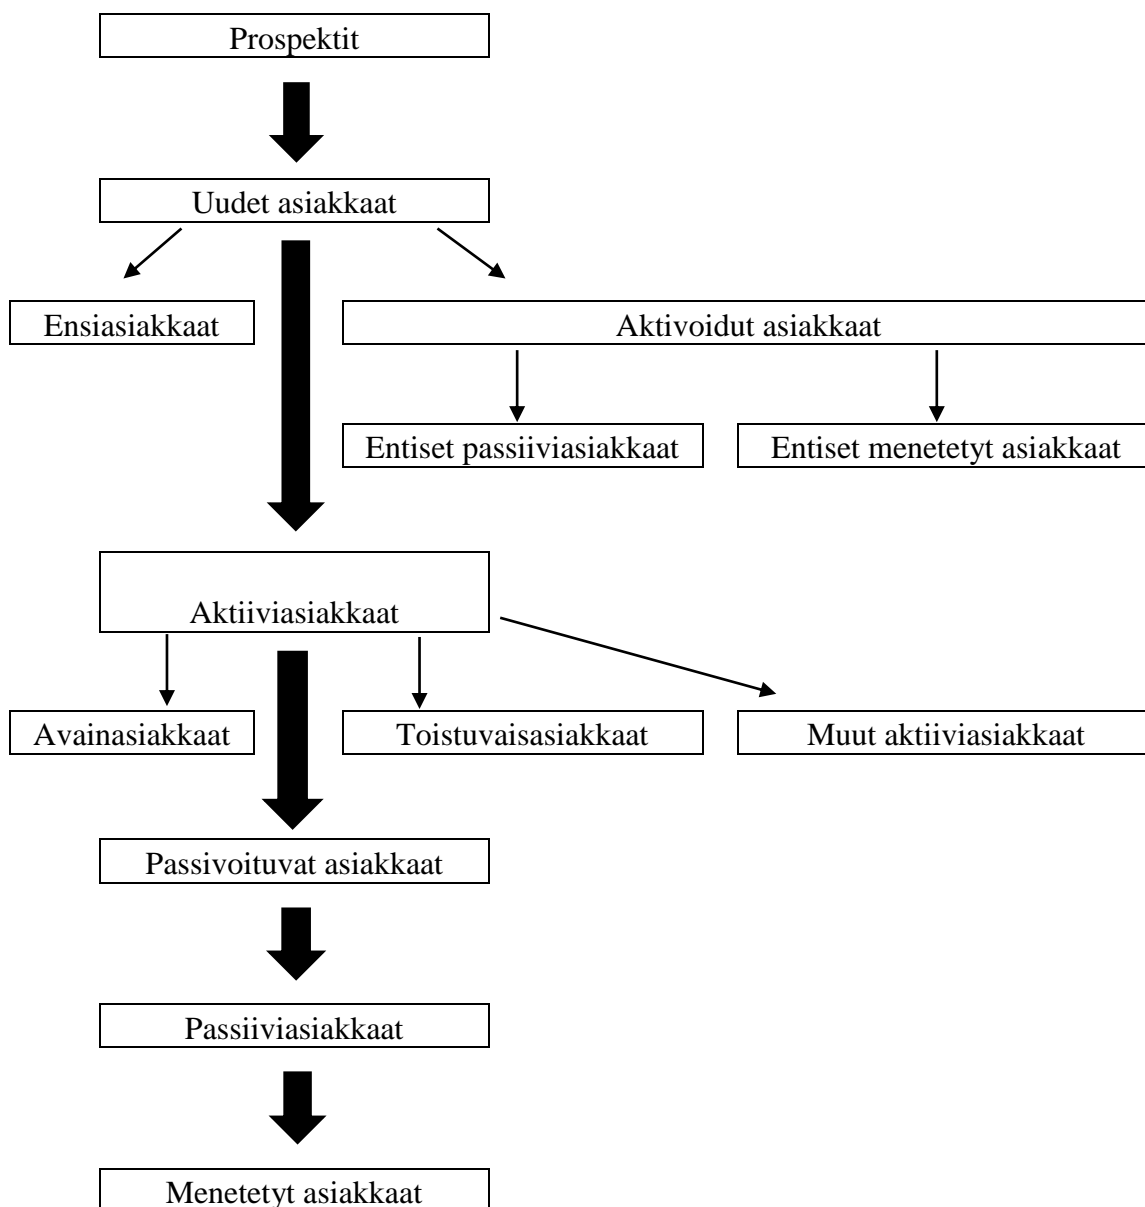 Prospektit
Uudet asiakkaat
Ensiasiakkaat
Aktivoidut asiakkaat
Entiset passiiviasiakkaat
Entiset menetetyt asiakkaat
Aktiiviasiakkaat
Avainasiakkaat
Toistuvaisasiakkaat
Muut aktiiviasiakkaat
Passivoituvat asiakkaat
Passiiviasiakkaat
Menetetyt asiakkaat